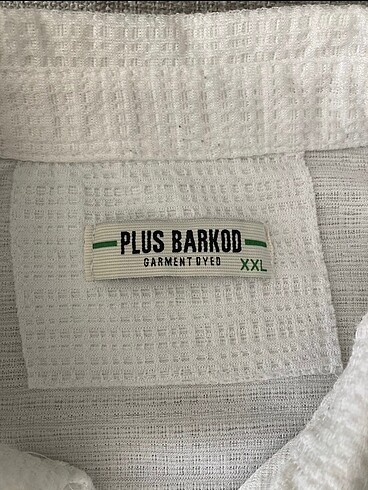 PLUS BARKOD
GARMENT DYED
XXL